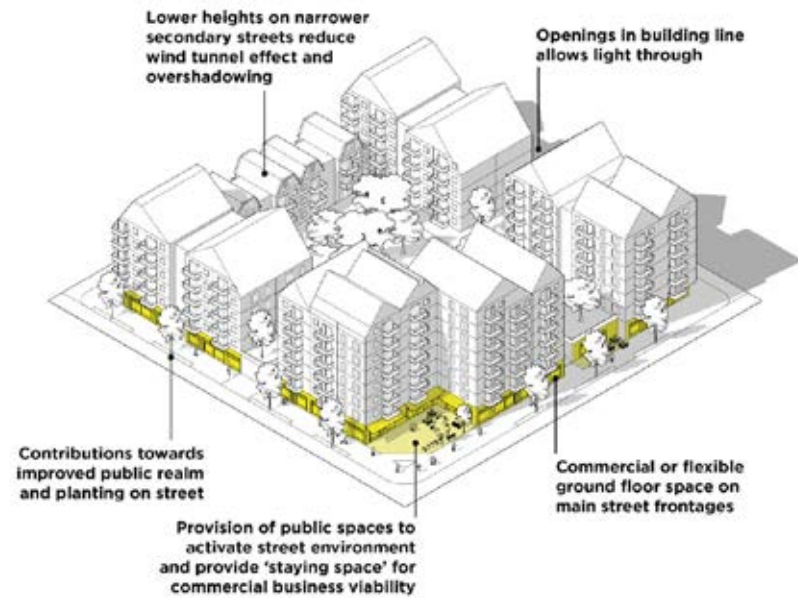 Lower heights on narrower
secondary streets reduce
wind tunnel effect and
overshadowing
Openings in building line
allows light through
Contributions towards
improved public realm
and planting on street
Provision of public spaces to
activate street environment
and provide ‘staying space’ for
commercial business viability
Commercial or flexible
ground floor space on
main street frontages